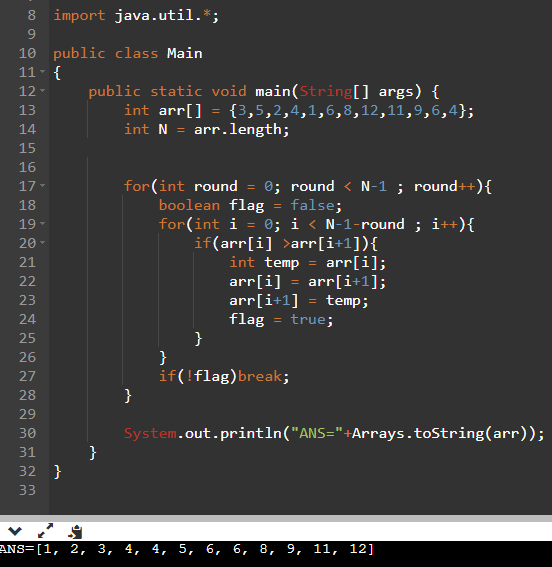 8 import java.util.*;
9
10 public class Main
11 {
12 public static void main(String[] args) {
13 int arr[] = {3,5,2,4,1,6,8,12,11,9,6,4};
14 int N = arr.length;
15
16
17 for(int round = 0; round < N-1 ; round++){
18 boolean flag = false;
19 for(int i = 0; i < N-1-round ; i++){
20 if(arr[i] >arr[i+1]){
21 int temp = arr[i];
22 arr[i] = arr[i+1];
23 arr[i+1] = temp;
24 flag = true;
25 }
26 }
27 if(!flag)break;
28 }
29
30 System.out.println("ANS="+Arrays.toString(arr));
31 }
32 }
33
ANS=[1, 2, 3, 4, 4, 5, 6, 6, 8, 9, 11, 12]